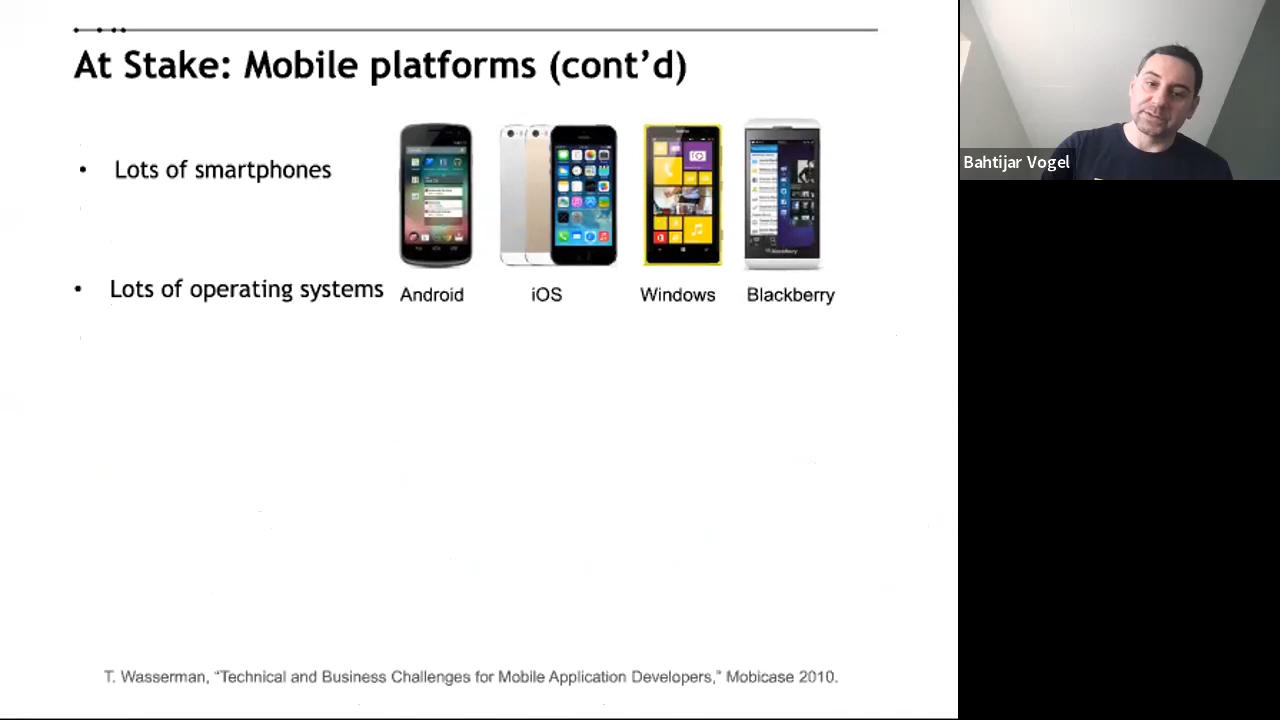 At Stake: Mobile platforms (cont’d)
Bahtijar Vogel
• Lots of smartphones
• Lots of operating systems
Android
iOS
Windows
Blackberry
T. Wasserman, “Technical and Business Challenges for Mobile Application Developers,” Mobicase 2010.